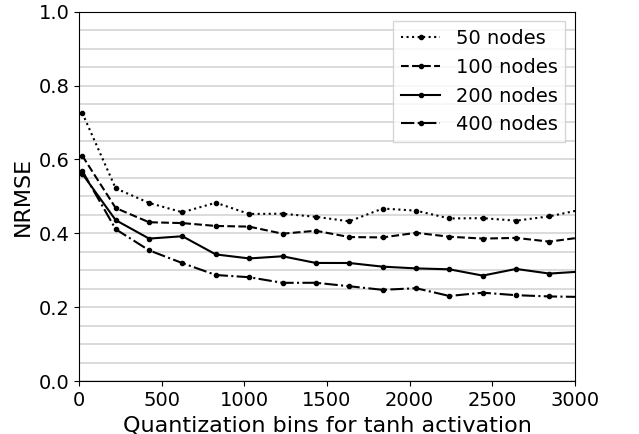 1.0
0.8
0.6
0.4
0.2
0.0
NRMSE
50 nodes
100 nodes
200 nodes
400 nodes
0 500 1000 1500 2000 2500 3000
Quantization bins for tanh activation